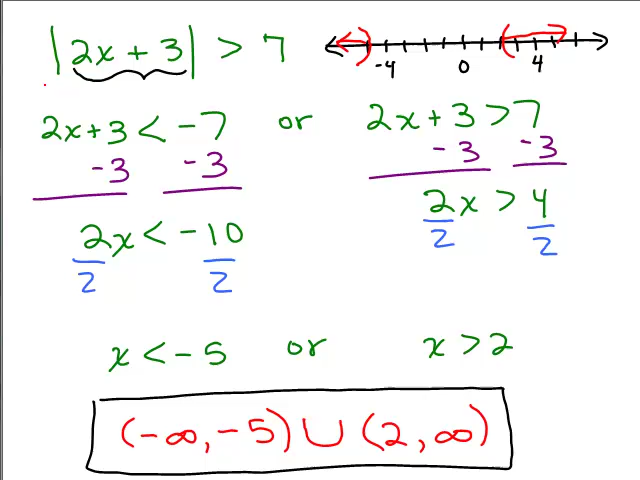 |2x + 3| > 7
-4 0 4
2x+3 < -7 or 2x + 3 > 7
-3 -3 -3 -3
2x < -10 2x > 4
2 2 2 2
x < -5 or x > 2
(-∞, -5) ∪ (2, ∞)